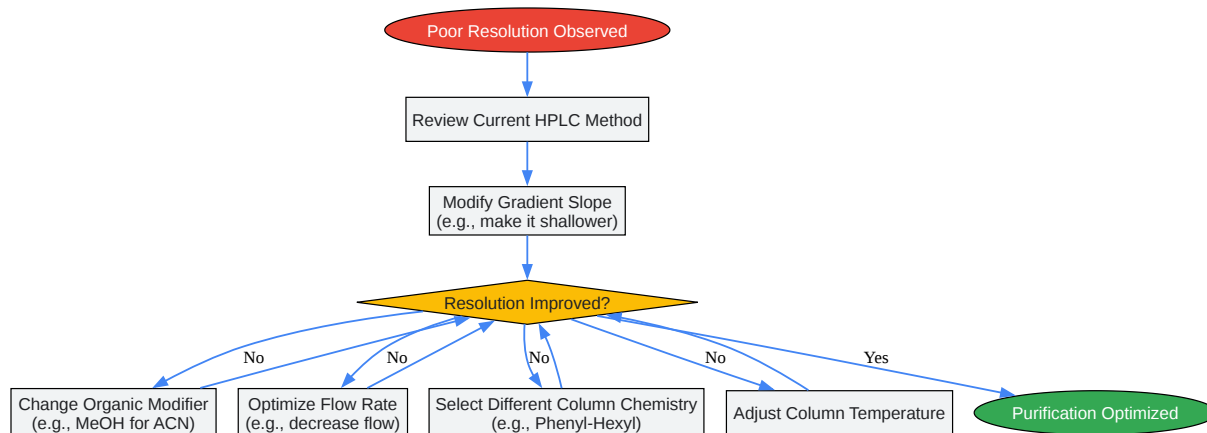 Poor Resolution Observed
Review Current HPLC Method
Modify Gradient Slope
(e.g., make it shallower)
Resolution Improved?
No
No
No
No
Yes
Change Organic Modifier
(e.g., MeOH for ACN)
Optimize Flow Rate
(e.g., decrease flow)
Select Different Column Chemistry
(e.g., Phenyl-Hexyl)
Adjust Column Temperature
Purification Optimized